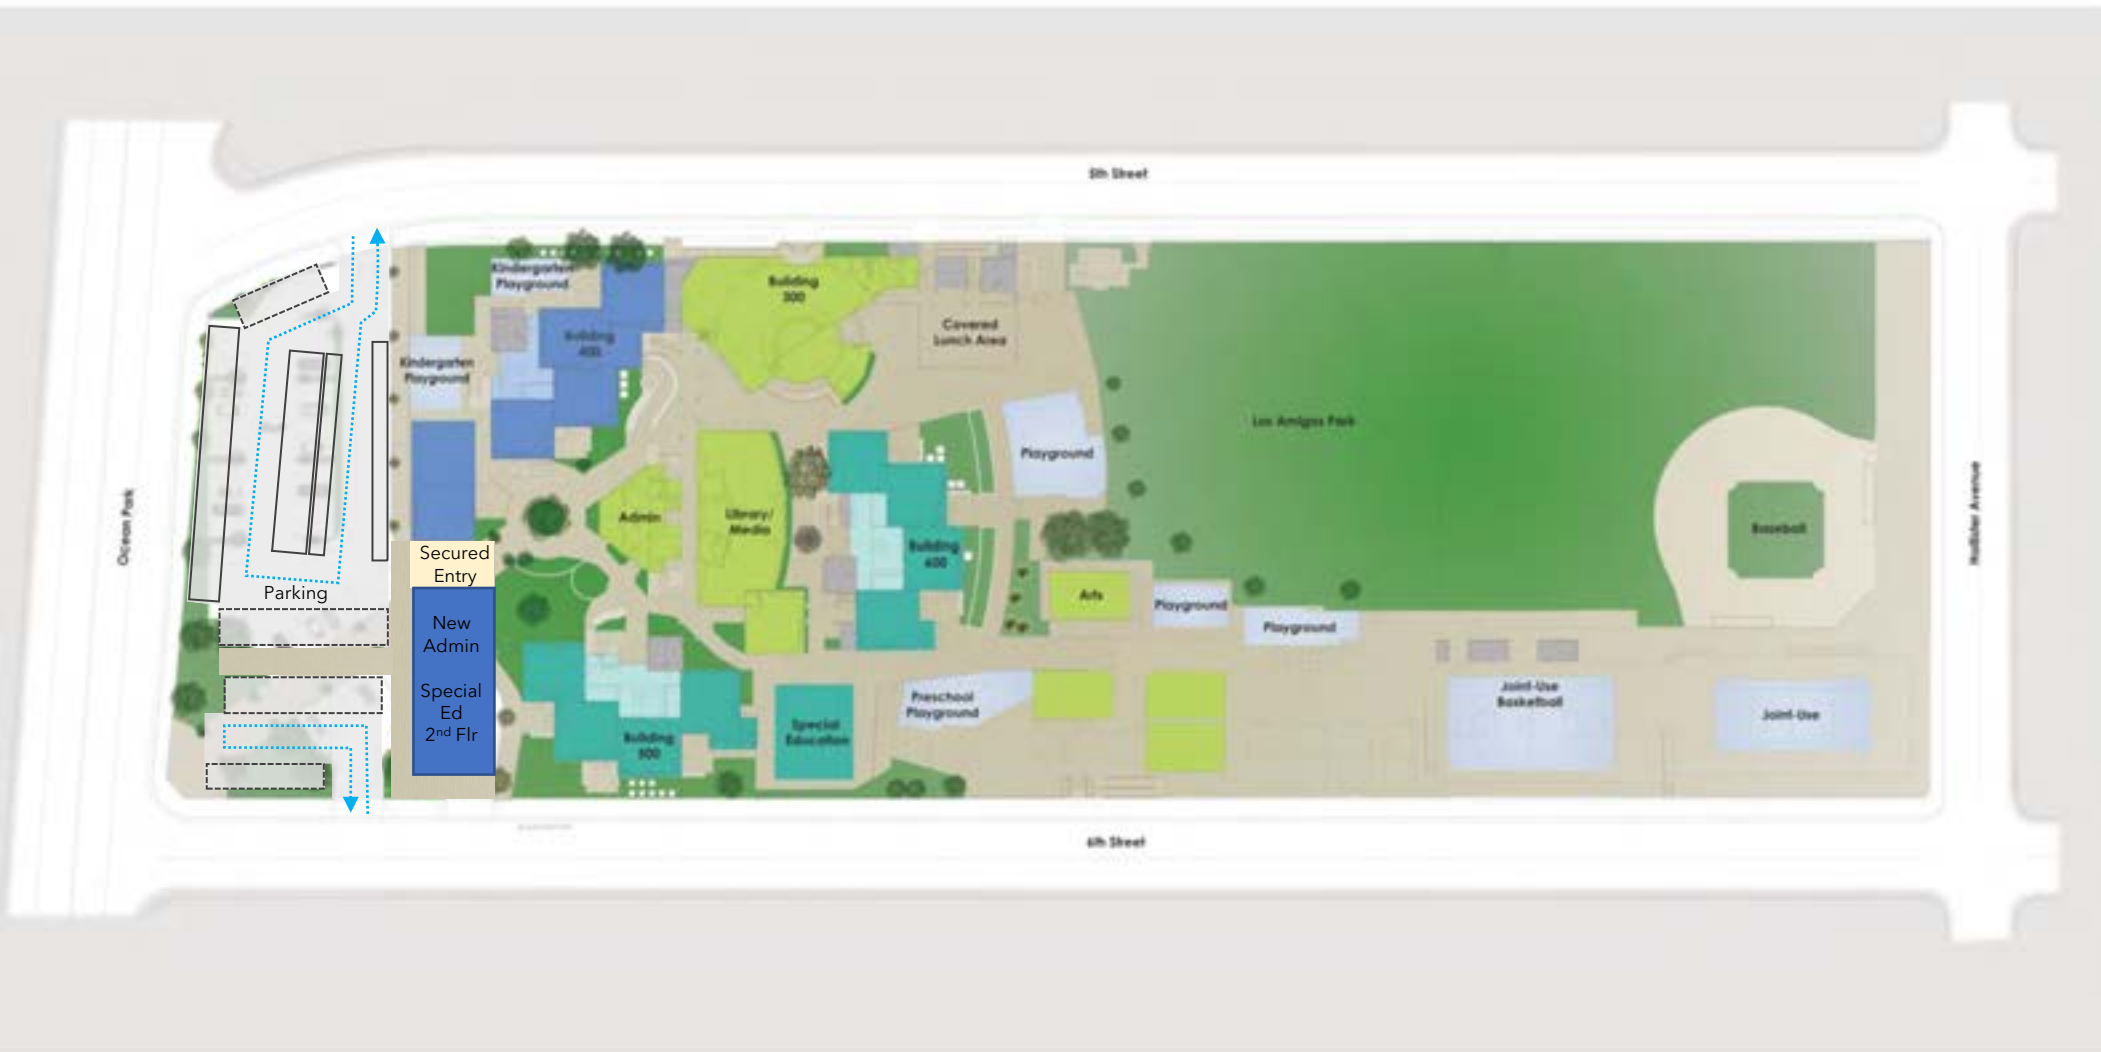 5th Street
Kindergarten
Playground
Building
300
Building
400
Covered
Lunch Area
Kindergarten
Playground
Los Amigos Park
Playground
Ocean Park
Admin
Library/
Media
Hollister Avenue
Baseball
Secured
Entry
Building
600
Parking
Arts
Playground
Playground
New
Admin
Special
Ed
2nd Flr
Preschool
Playground
Joint-Use
Basketball
Joint-Use
Special
Education
Building
500
6th Street